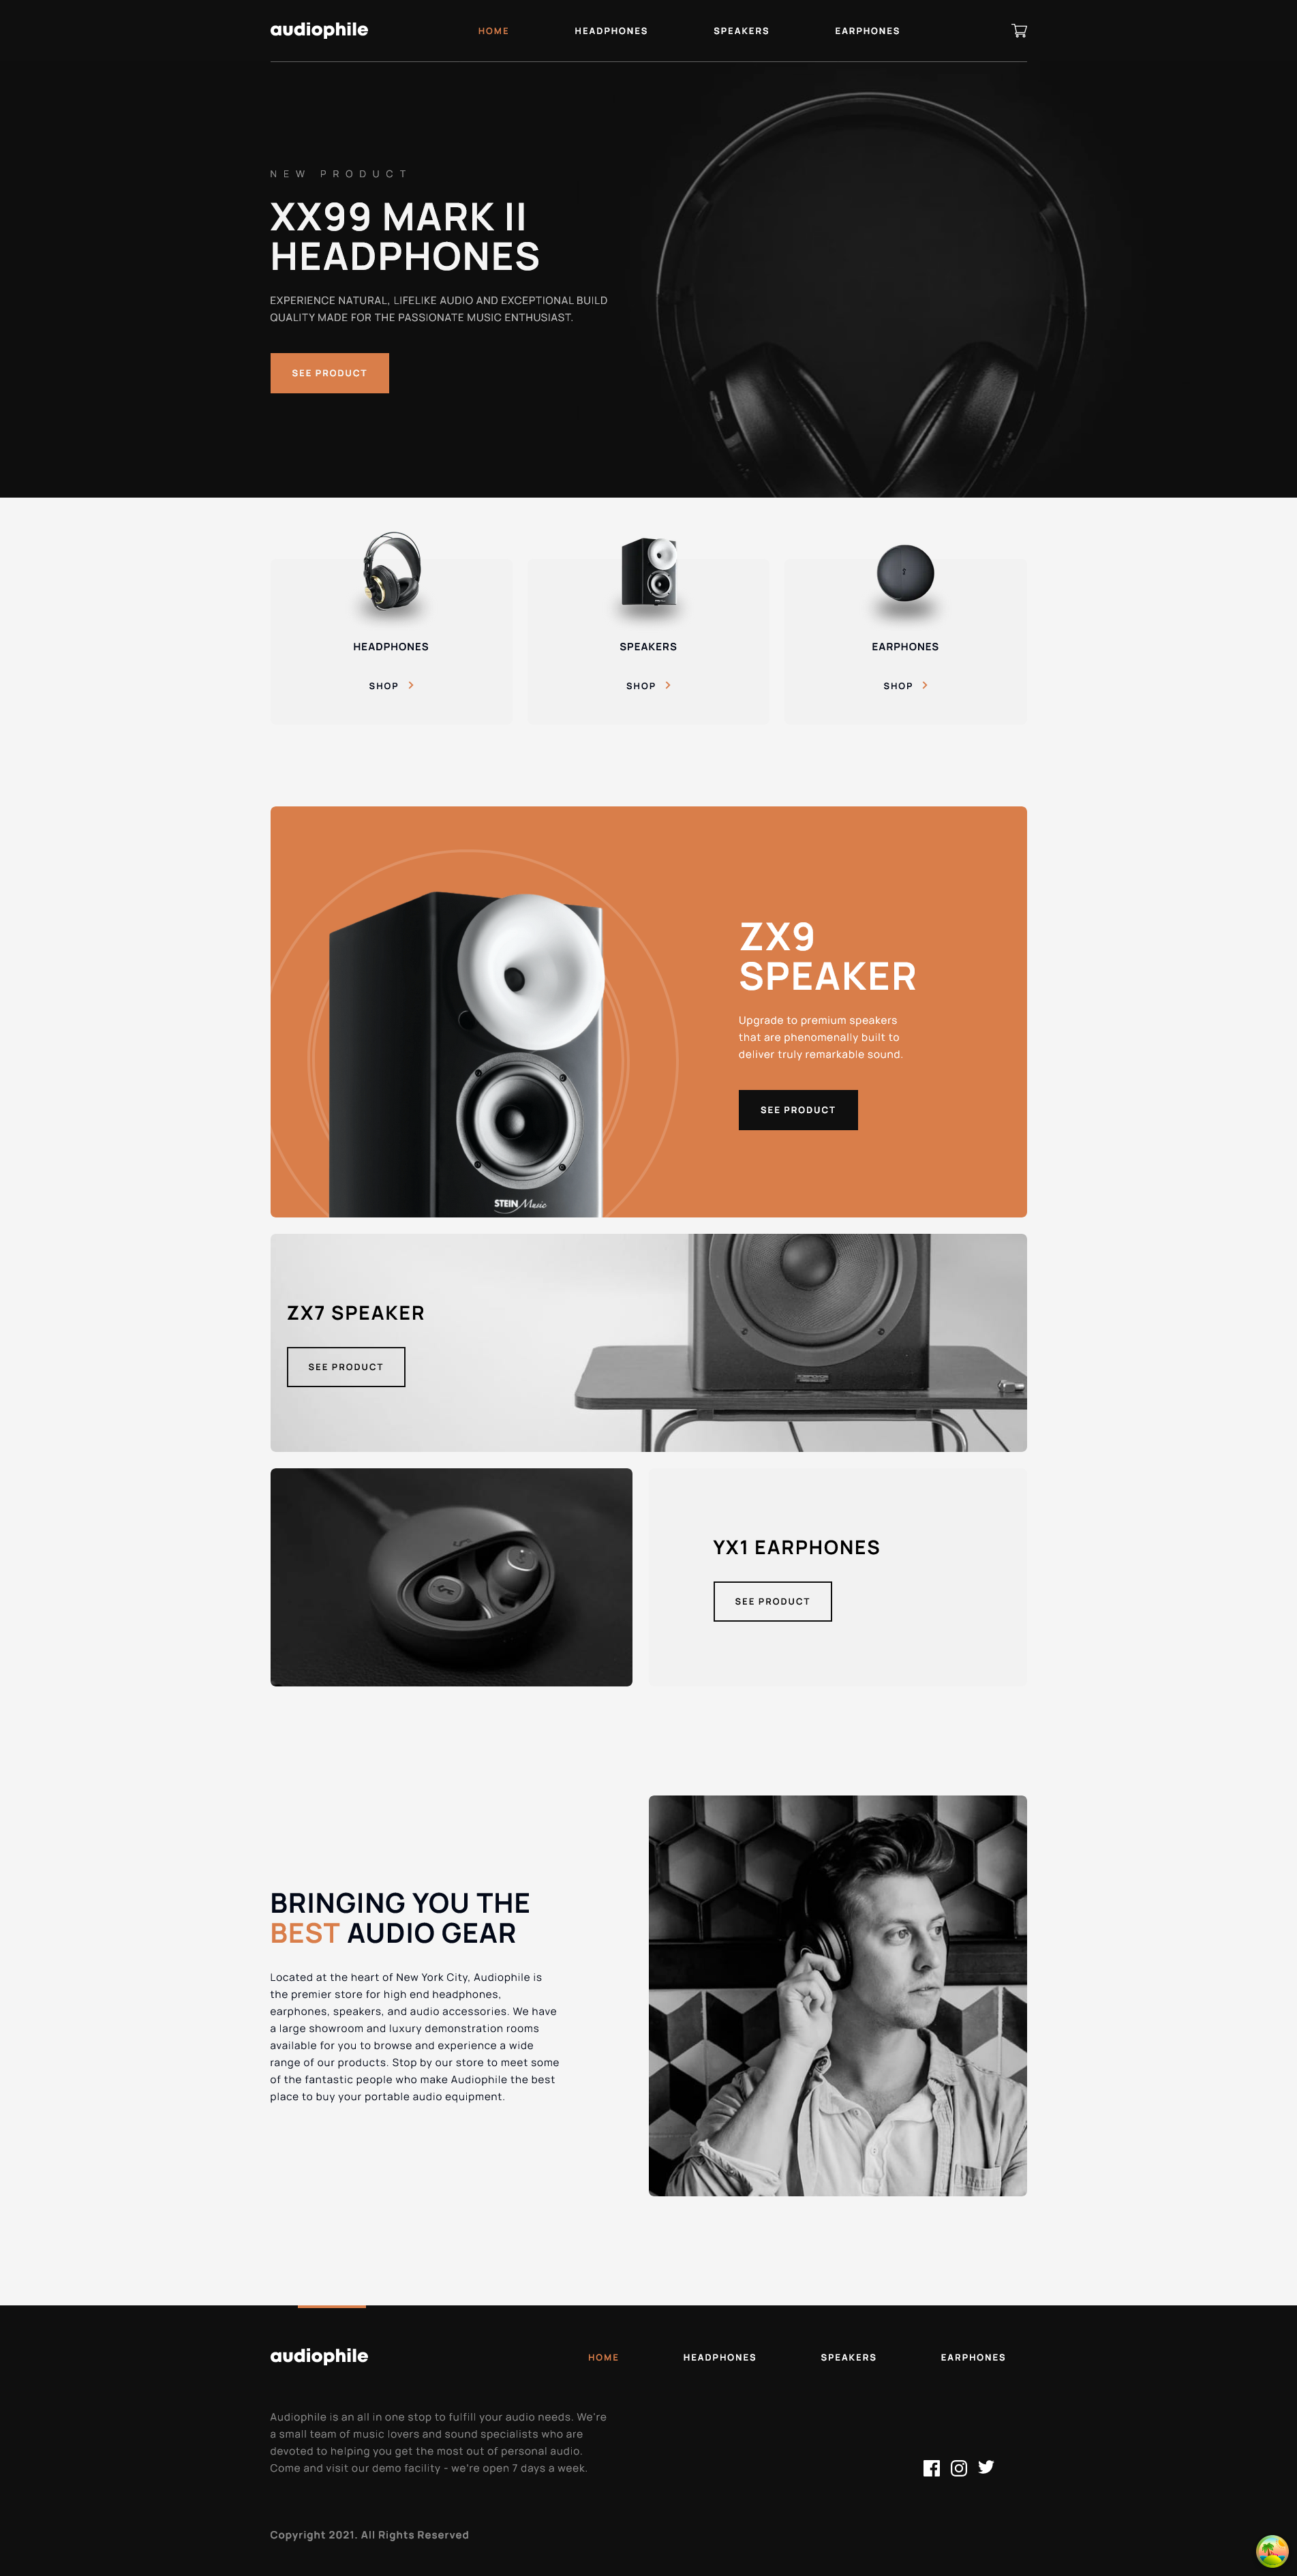 audiophile
HOME
HEADPHONES
SPEAKERS
EARPHONES
NEW PRODUCT
XX99 MARK II
HEADPHONES
EXPERIENCE NATURAL, LIFELIKE AUDIO AND EXCEPTIONAL BUILD
QUALITY MADE FOR THE PASSIONATE MUSIC ENTHUSIAST.
SEE PRODUCT
HEADPHONES
SHOP
SPEAKERS
SHOP
EARPHONES
SHOP
ZX9
SPEAKER
Upgrade to premium speakers
that are phenomenally built to
deliver truly remarkable sound.
SEE PRODUCT
STEIN Music
ZX7 SPEAKER
SEE PRODUCT
YX1 EARPHONES
SEE PRODUCT
BRINGING YOU THE
BEST AUDIO GEAR
Located at the heart of New York City, Audiophile is
the premier store for high end headphones,
earphones, speakers, and audio accessories. We have
a large showroom and luxury demonstration rooms
available for you to browse and experience a wide
range of our products. Stop by our store to meet some
of the fantastic people who make Audiophile the best
place to buy your portable audio equipment.
audiophile
HOME
HEADPHONES
SPEAKERS
EARPHONES
Audiophile is an all in one stop to fulfill your audio needs. We're
a small team of music lovers and sound specialists who are
devoted to helping you get the most out of personal audio.
Come and visit our demo facility - we're open 7 days a week.
Copyright 2021. All Rights Reserved